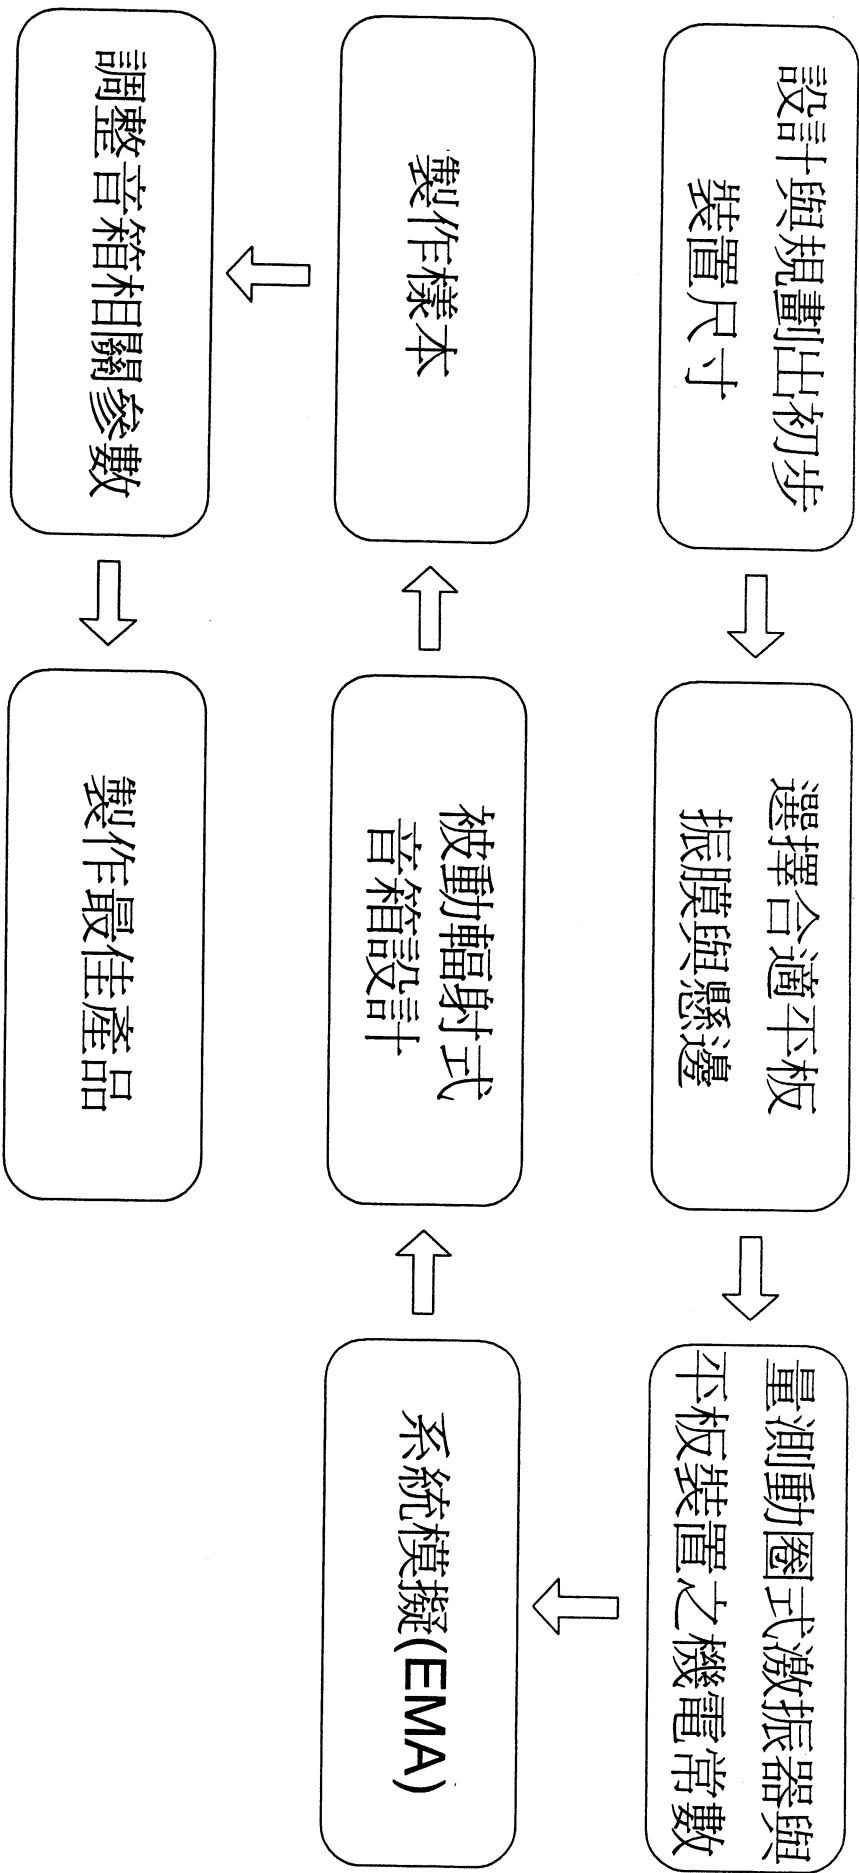 設計與規劃出初步
裝置尺寸
選擇合適平板
振膜與懸邊
量測動圈式激振器與
平板裝置之機電常數
系統模擬(EMA)
被動輻射式
音箱設計
製作樣本
調整音箱相關參數
製作最佳產品